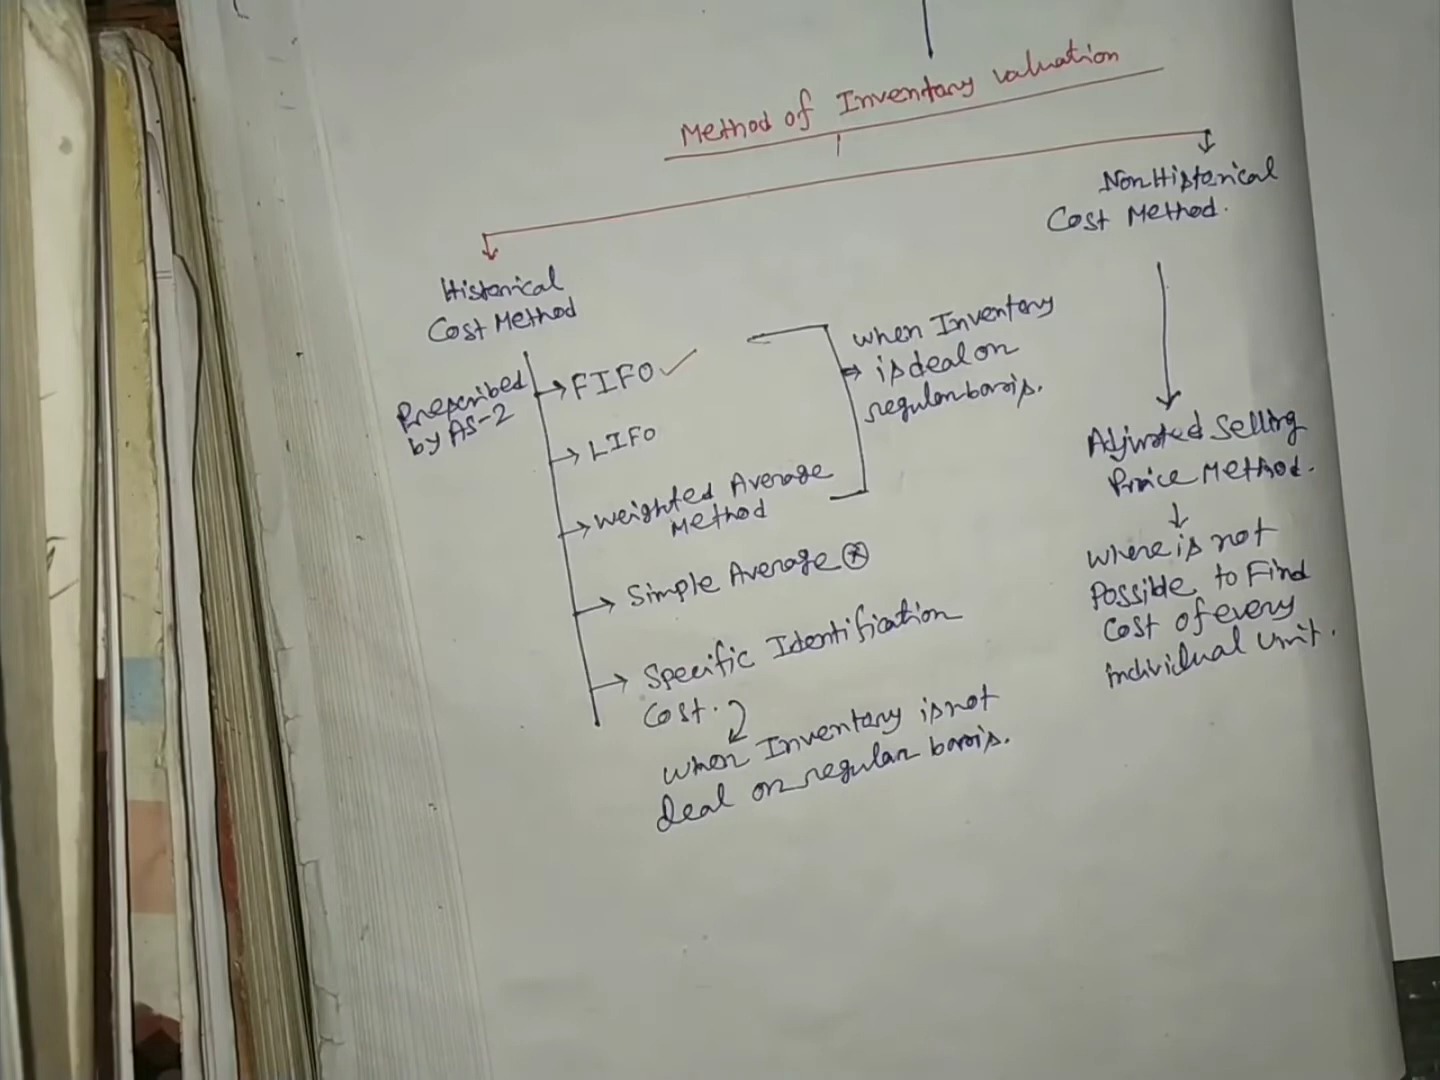 Method of Inventory valuation
Non Historical
Cost Method.
Historical
Cost Method
Prescribed
by AS-2
FIFO
LIFO
Weighted Average
Method
Simple Average
Specific Identification
Cost.
when Inventory is not
deal on regular basis.
when Inventory
is deal on
regular basis.
Adjusted Selling
Price Method.
where is not
Possible to Find
Cost of every
individual Unit.